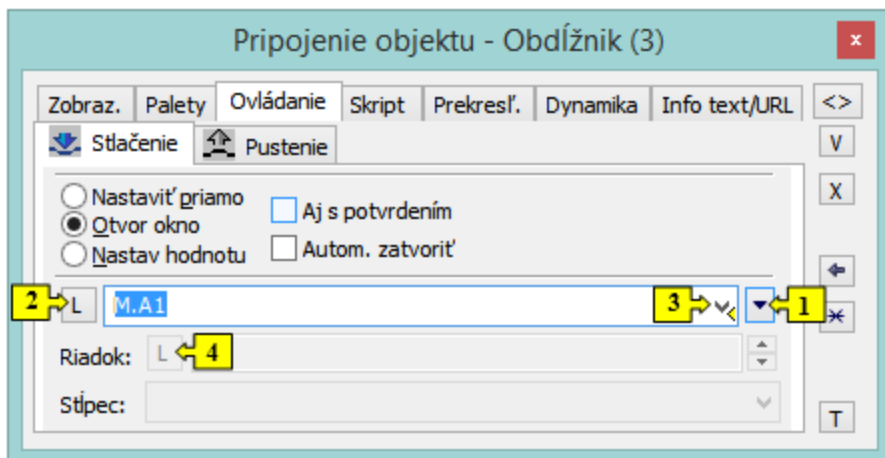 Pripojenie objektu - Obdĺžnik (3)
x
Zobraz. Palety Ovládanie Skript Prekresľ. Dynamika Info text/URL <>
Stlačenie Pustenie V
Nastaviť priamo X
Otvor okno Aj s potvrdením
Nastav hodnotu Autom. zatvoriť
2 L M.A1 3 1
Riadok: L 4
Stĺpec:
T